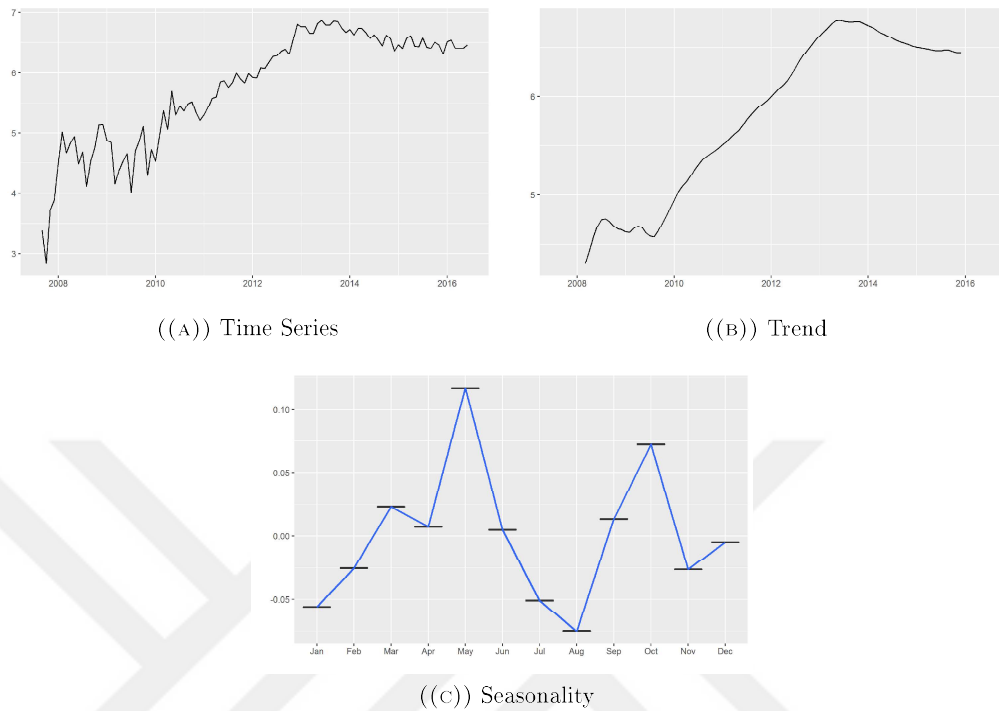 7
6
5
4
3
2008 2010 2012 2014 2016
((A)) Time Series
6
5
2008 2010 2012 2014 2016
((B)) Trend
0.10
0.05
0.00
-0.05
Jan Feb Mar Apr May Jun Jul Aug Sep Oct Nov Dec
((C)) Seasonality